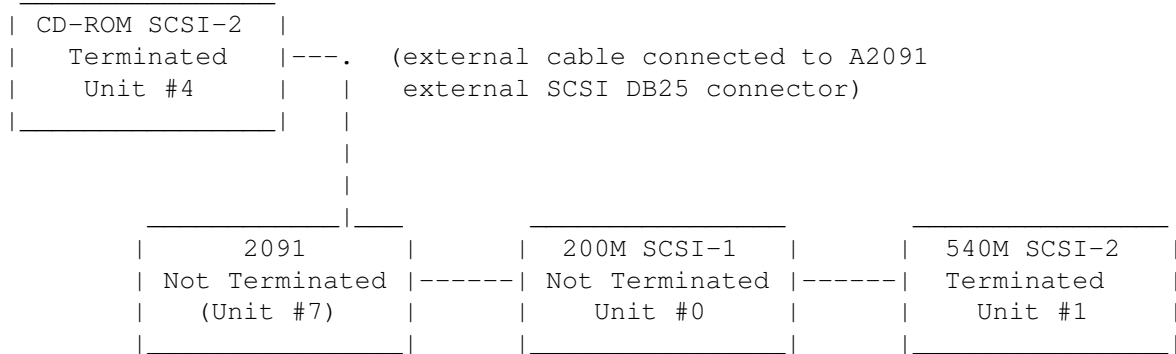 CD-ROM SCSI-2
Terminated (external cable connected to A2091
Unit #4 external SCSI DB25 connector)
2091 200M SCSI-1 540M SCSI-2
Not Terminated Not Terminated Terminated
(Unit #7) Unit #0 Unit #1